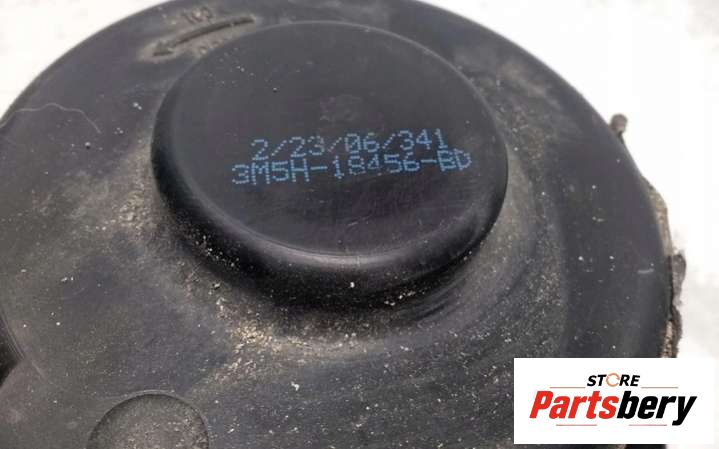 2/23/06/341
3M5H-18456-BD
STORE
Partsbery